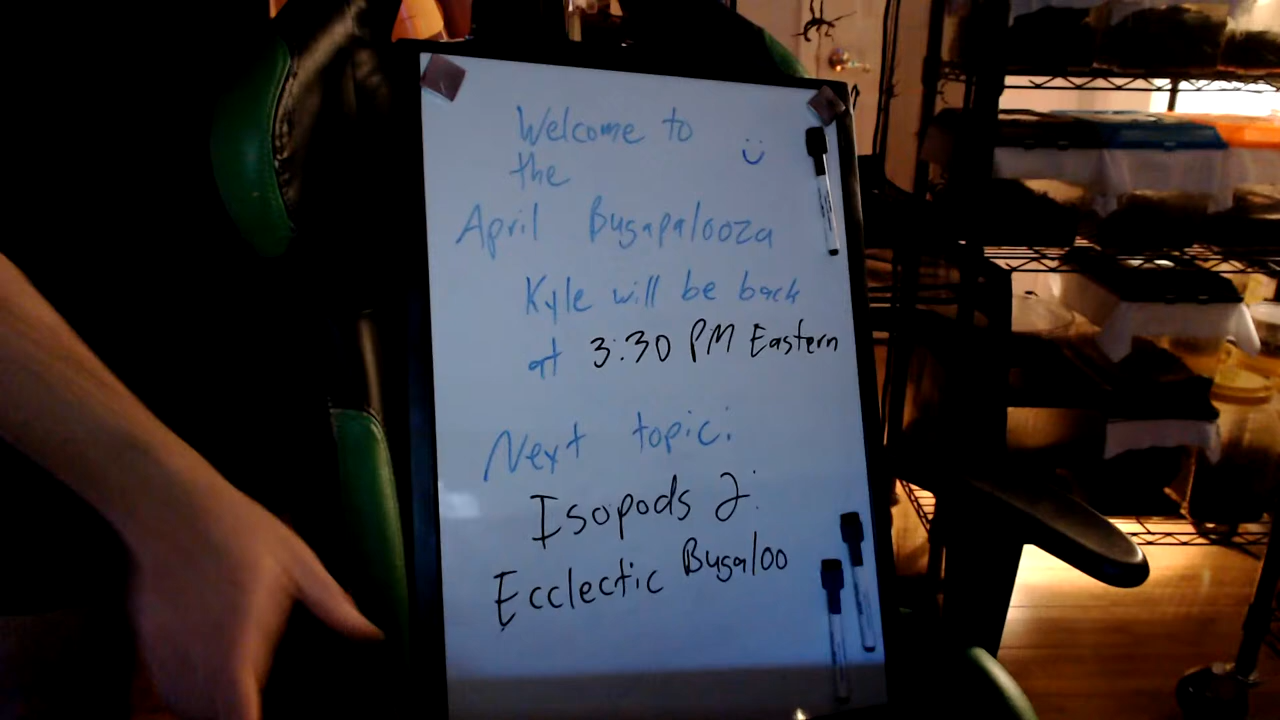 Welcome to
the
April Bugapalooza
Kyle will be back
at 3:30 PM Eastern
Next topic:
Isopods 2:
Ecclectic Bugaloo